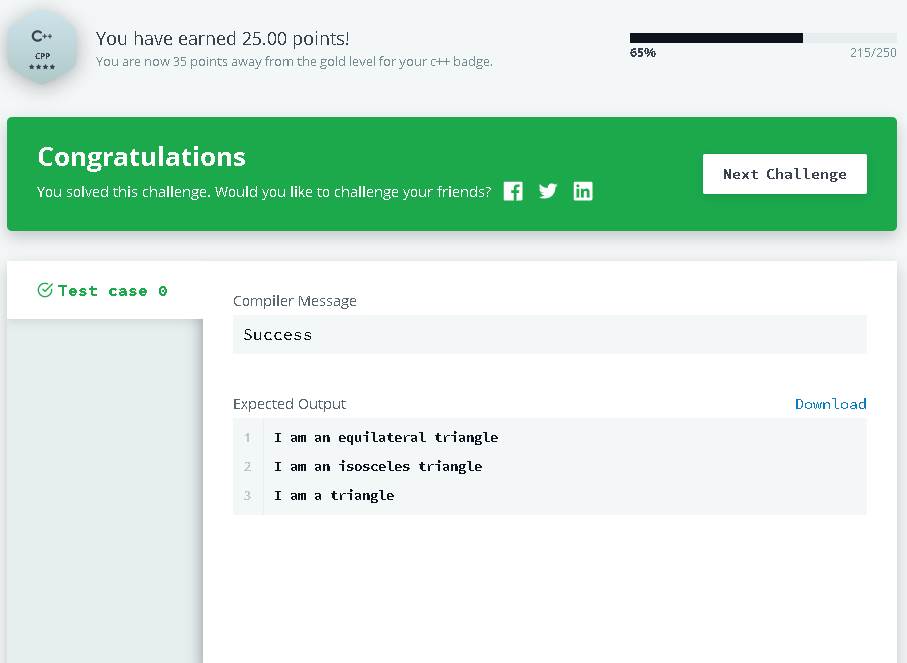 C++
CPP
You have earned 25.00 points!
You are now 35 points away from the gold level for your c++ badge.
65%
215/250
Congratulations
You solved this challenge. Would you like to challenge your friends?
Next Challenge
Test case 0
Compiler Message
Success
Expected Output
Download
1 I am an equilateral triangle
2 I am an isosceles triangle
3 I am a triangle